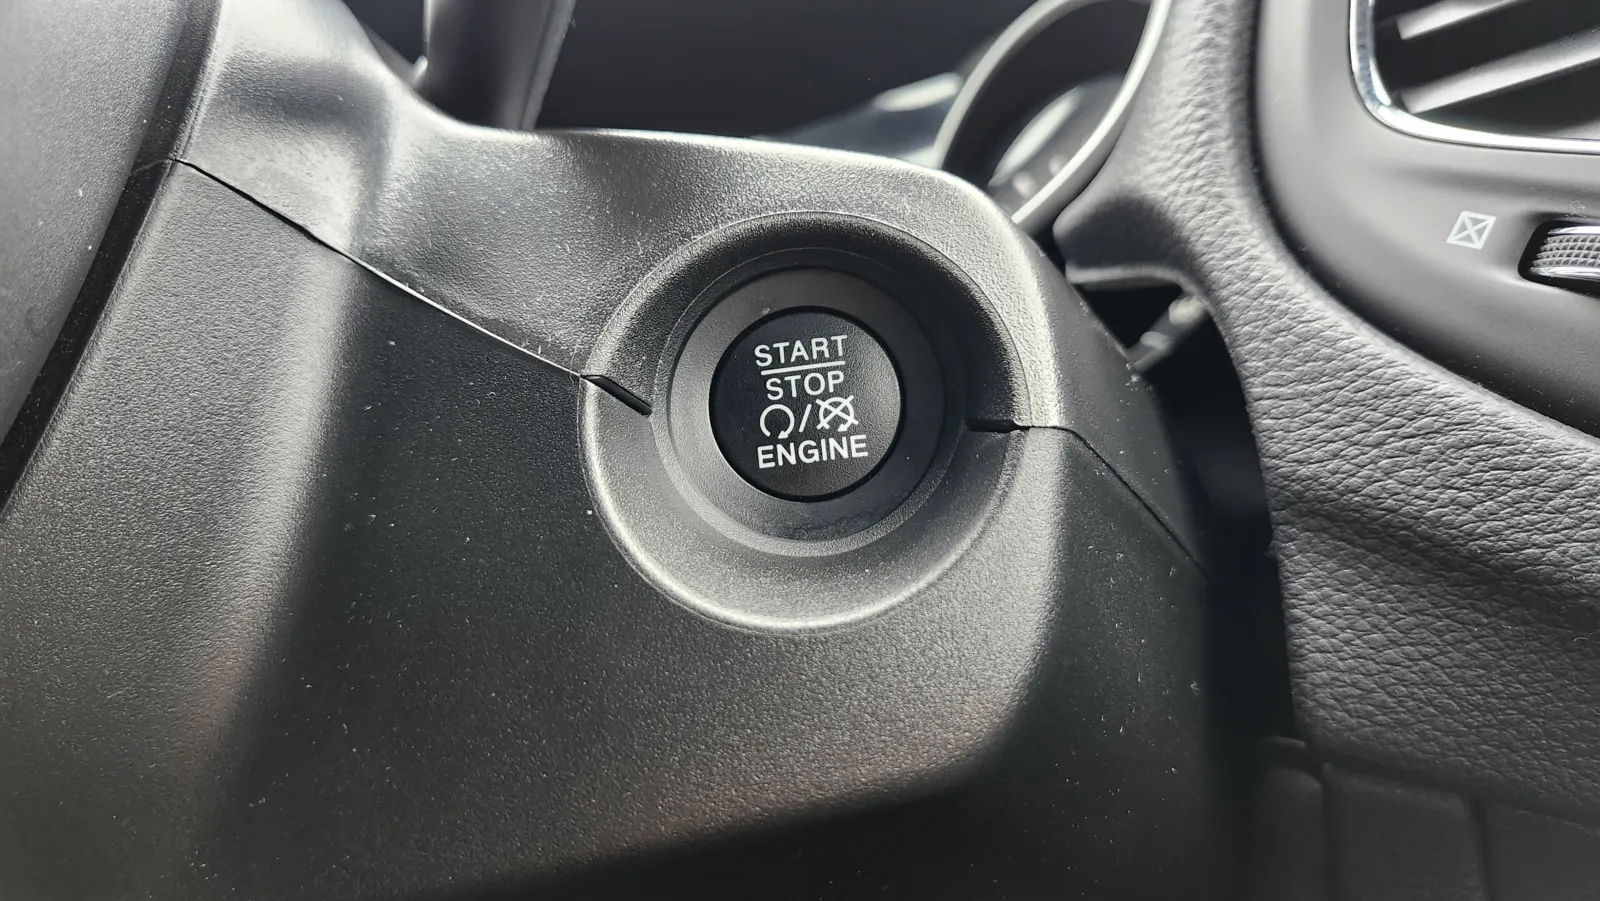 START
STOP
/
ENGINE